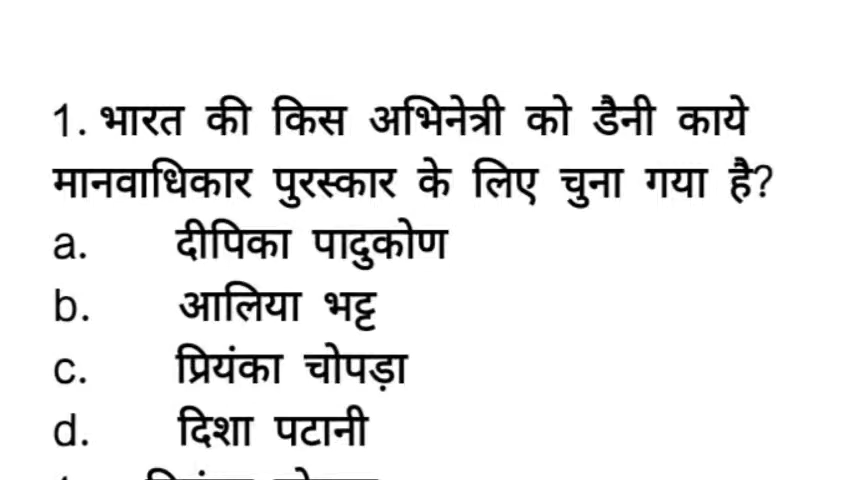 1. भारत की किस अभिनेत्री को डैनी काये
मानवाधिकार पुरस्कार के लिए चुना गया है?
a. दीपिका पादुकोण
b. आलिया भट्ट
c. प्रियंका चोपड़ा
d. दिशा पटानी